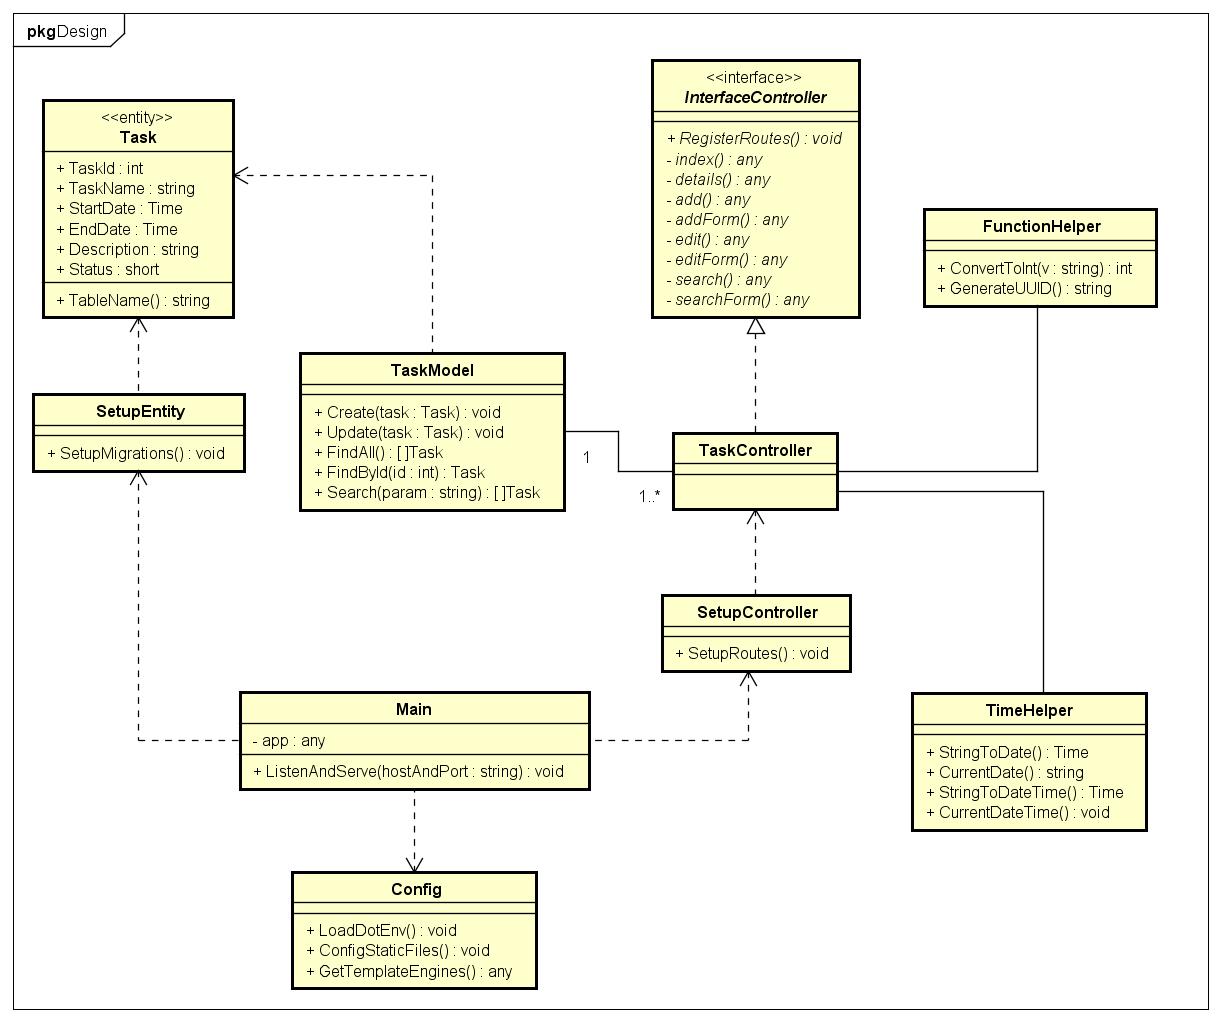 pkg Design
<<entity>>
Task
+ TaskId : int
+ TaskName : string
+ StartDate : Time
+ EndDate : Time
+ Description : string
+ Status : short
+ TableName() : string
<<interface>>
InterfaceController
+ RegisterRoutes() : void
- index() : any
- details() : any
- add() : any
- addForm() : any
- edit() : any
- editForm() : any
- search() : any
- searchForm() : any
FunctionHelper
+ ConvertToInt(v : string) : int
+ GenerateUUID() : string
SetupEntity
+ SetupMigrations() : void
TaskModel
+ Create(task : Task) : void
+ Update(task : Task) : void
+ FindAll() : [ ]Task
+ FindById(id : int) : Task
+ Search(param : string) : [ ]Task
1
1..*
TaskController
SetupController
+ SetupRoutes() : void
Main
- app : any
+ ListenAndServe(hostAndPort : string) : void
TimeHelper
+ StringToDate() : Time
+ CurrentDate() : string
+ StringToDateTime() : Time
+ CurrentDateTime() : void
Config
+ LoadDotEnv() : void
+ ConfigStaticFiles() : void
+ GetTemplateEngines() : any